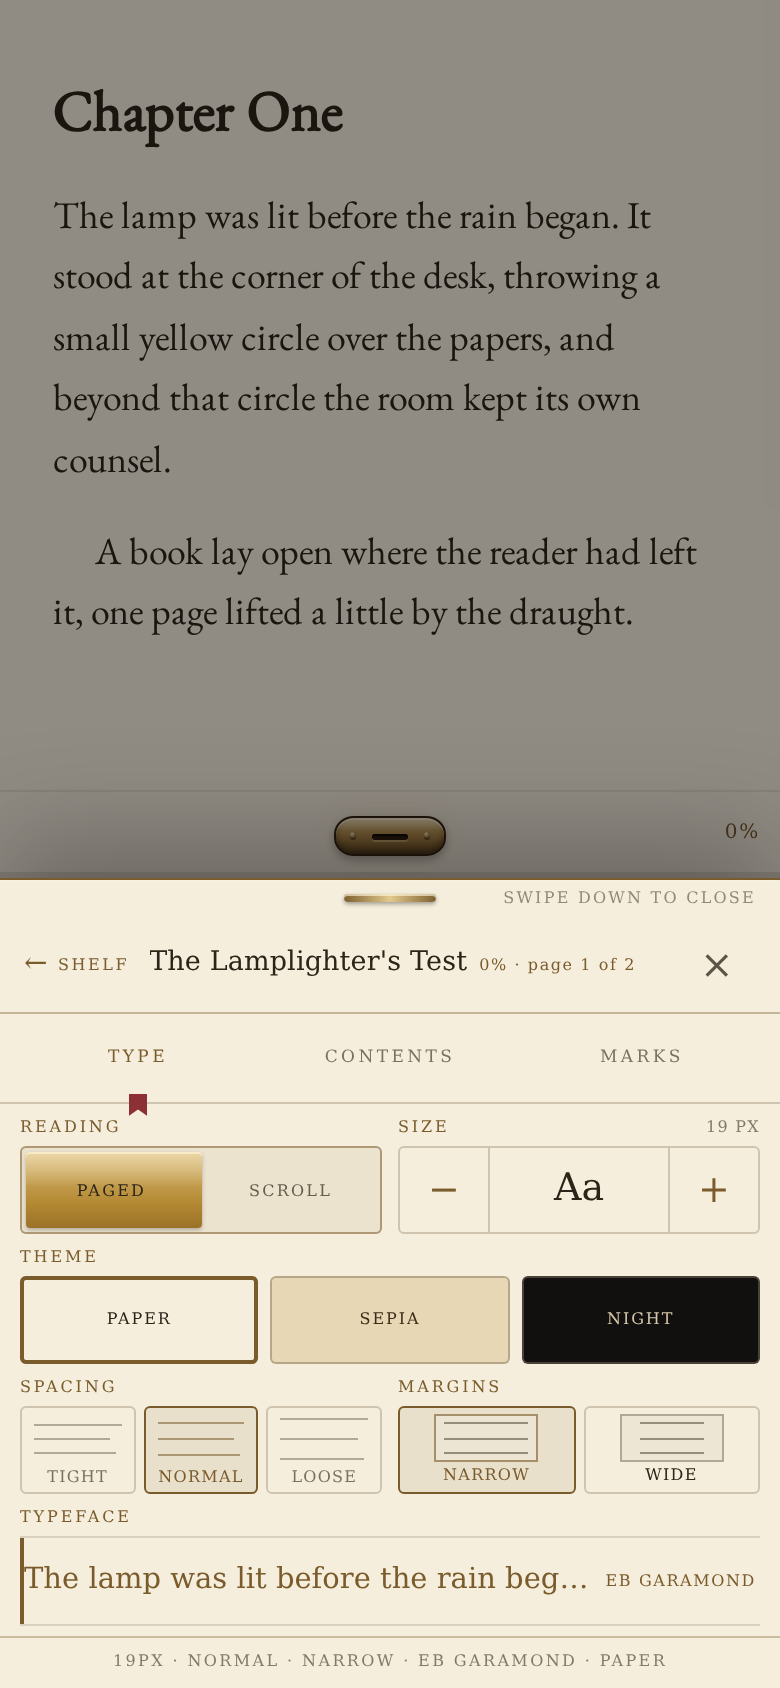 Chapter One
The lamp was lit before the rain began. It
stood at the corner of the desk, throwing a
small yellow circle over the papers, and
beyond that circle the room kept its own
counsel.
A book lay open where the reader had left
it, one page lifted a little by the draught.
0%
SWIPE DOWN TO CLOSE
← SHELF The Lamplighter's Test 0% · page 1 of 2 ×
TYPE CONTENTS MARKS
READING SIZE 19 PX
PAGED SCROLL − Aa +
THEME
PAPER SEPIA NIGHT
SPACING MARGINS
TIGHT NORMAL LOOSE NARROW WIDE
TYPEFACE
The lamp was lit before the rain beg... EB GARAMOND
19PX · NORMAL · NARROW · EB GARAMOND · PAPER